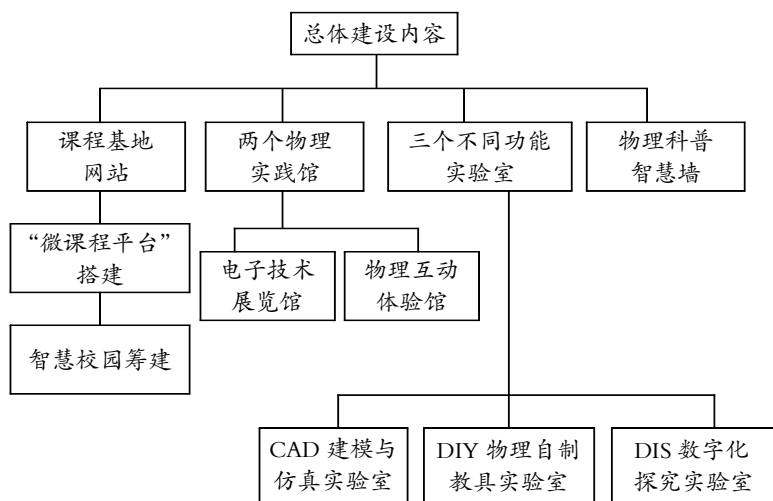 总体建设内容
课程基地
网站
两个物理
实践馆
三个不同功能
实验室
物理科普
智慧墙
“微课程平台”
搭建
电子技术
展览馆
物理互动
体验馆
智慧校园筹建
CAD 建模与
仿真实验室
DIY 物理自制
教具实验室
DIS 数字化
探究实验室